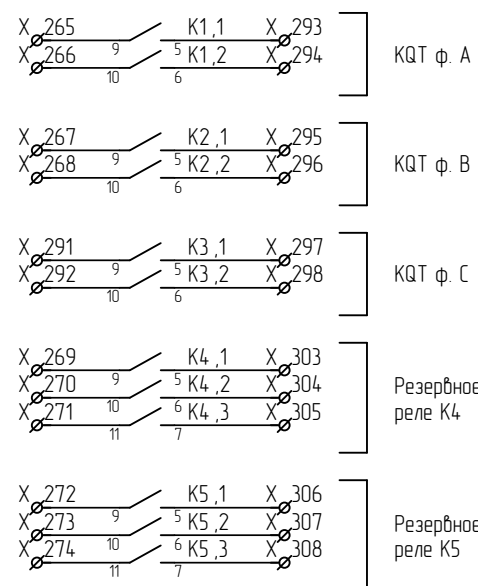 X 265 K1,1 X 293
9 5
X 266 K1,2 X 294
10 6
KQT ф. А
X 267 K2,1 X 295
9 5
X 268 K2,2 X 296
10 6
KQT ф. В
X 291 K3,1 X 297
9 5
X 292 K3,2 X 298
10 6
KQT ф. С
X 269 K4,1 X 303
9 5
X 270 K4,2 X 304
10 6
X 271 K4,3 X 305
11 7
Резервное
реле К4
X 272 K5,1 X 306
9 5
X 273 K5,2 X 307
10 6
X 274 K5,3 X 308
11 7
Резервное
реле К5